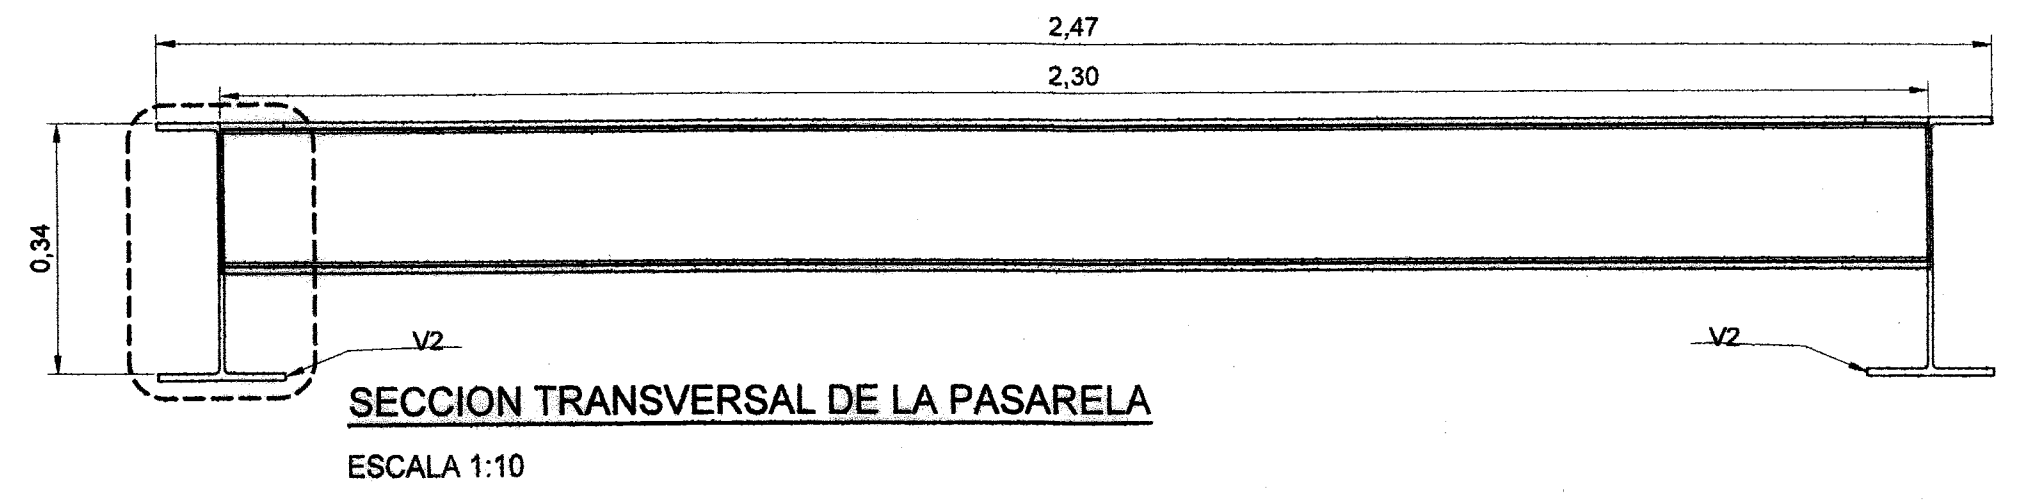 2,47
2,30
0,34
V2
V2
SECCION TRANSVERSAL DE LA PASARELA
ESCALA 1:10